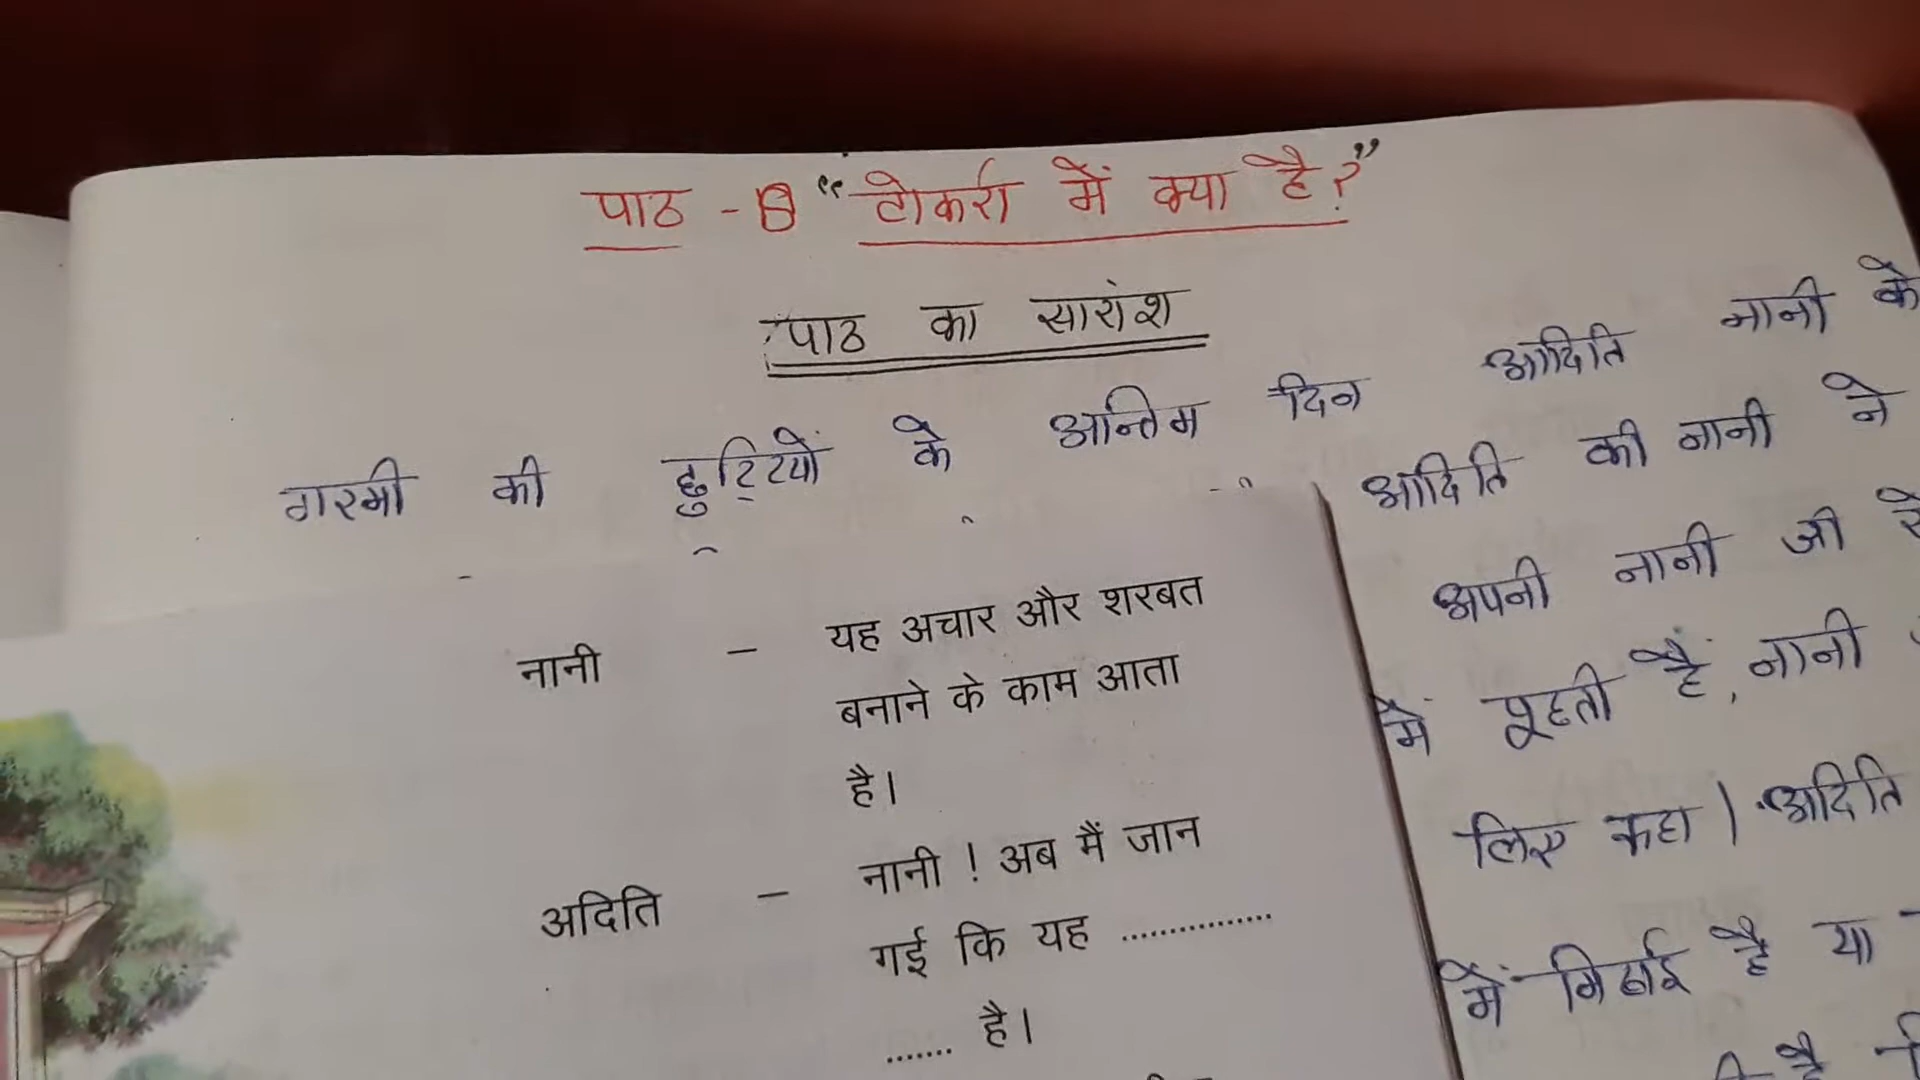 पाठ - 8 “टोकरी में क्या है?”
पाठ का सारांश
गरमी की छुट्टियों के अन्तिम दिन अदिति नानी के
अदिति की नानी ने
अपनी नानी जी
में पूछती है, नानी
लिए कहा। अदिति
में मिठाई है या
है
नानी – यह अचार और शरबत
बनाने के काम आता
है।
अदिति – नानी ! अब मैं जान
गई कि यह ...............
....... है।